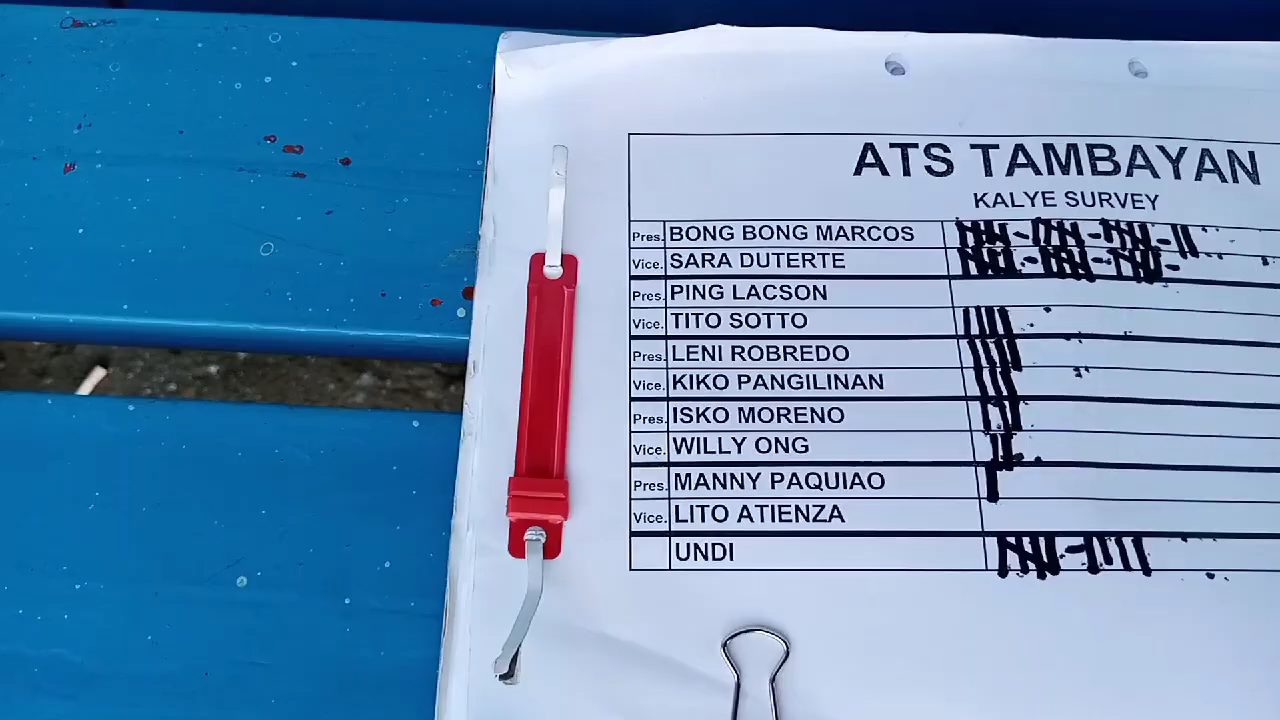 ATS TAMBAYAN
KALYE SURVEY
Pres. BONG BONG MARCOS
Vice. SARA DUTERTE
Pres. PING LACSON
Vice. TITO SOTTO
Pres. LENI ROBREDO
Vice. KIKO PANGILINAN
Pres. ISKO MORENO
Vice. WILLY ONG
Pres. MANNY PAQUIAO
Vice. LITO ATIENZA
UNDI